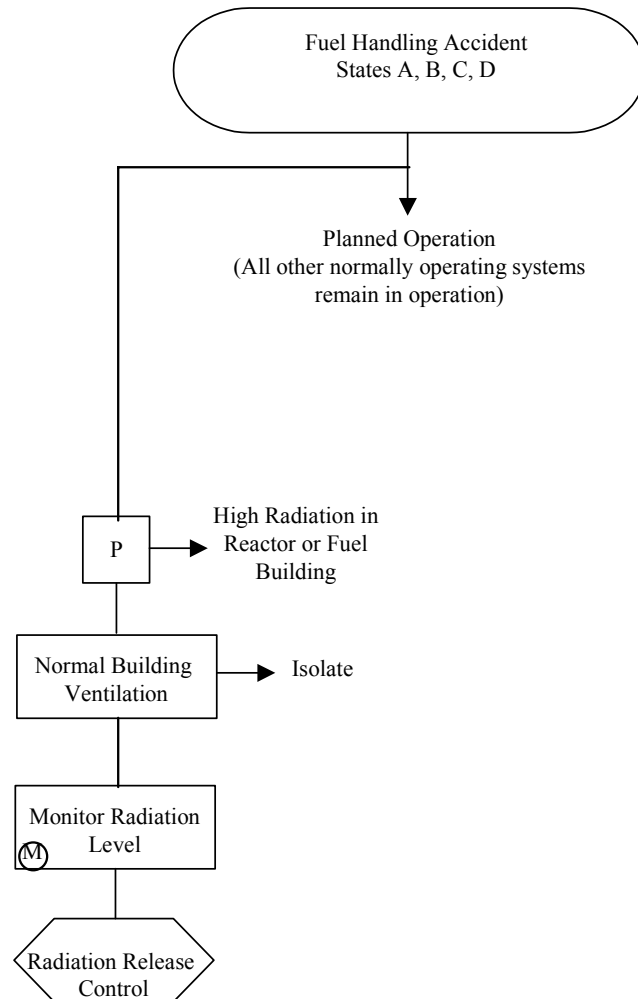 Fuel Handling Accident
States A, B, C, D
Planned Operation
(All other normally operating systems
remain in operation)
P
High Radiation in
Reactor or Fuel
Building
Normal Building
Ventilation
Isolate
Monitor Radiation
Level
M
Radiation Release
Control